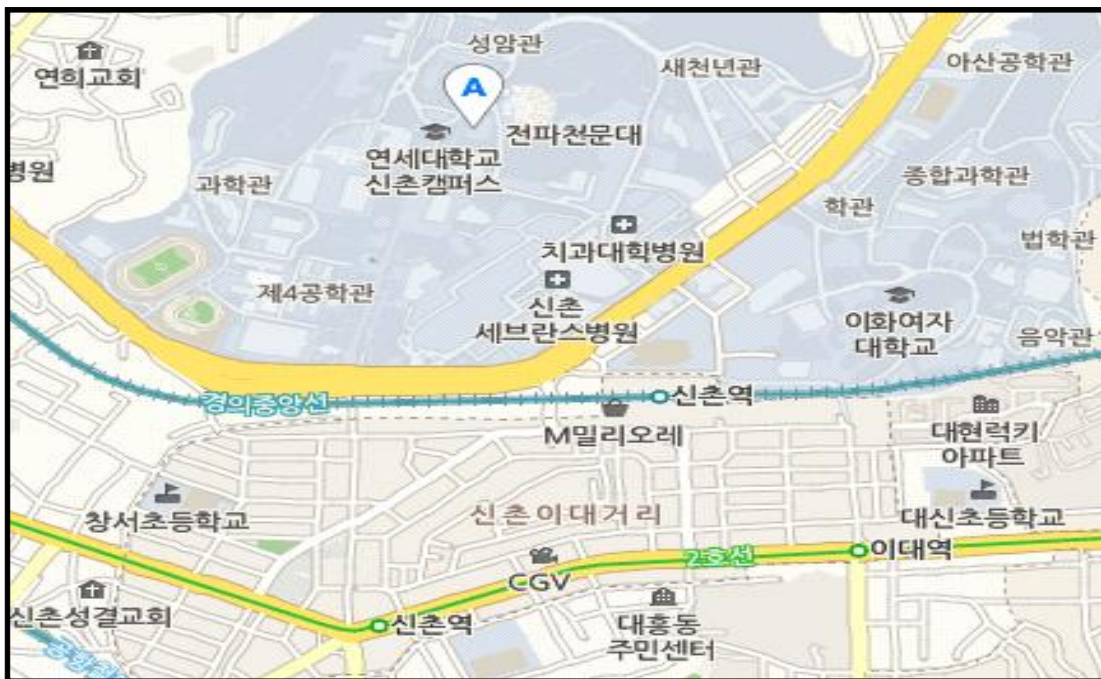 성암관
연희교회
새천년관
아산공학관
A
전파천문대
연세대학교
신촌캠퍼스
병원
과학관
종합과학관
학관
치과대학병원
법학관
제4공학관
신촌
세브란스병원
이화여자
대학교
음악관
경의중앙선
신촌역
M밀리오레
대현럭키
아파트
창서초등학교
신촌이대거리
대신초등학교
CGV
2호선
이대역
신촌성결교회
신촌역
대흥동
주민센터
공항